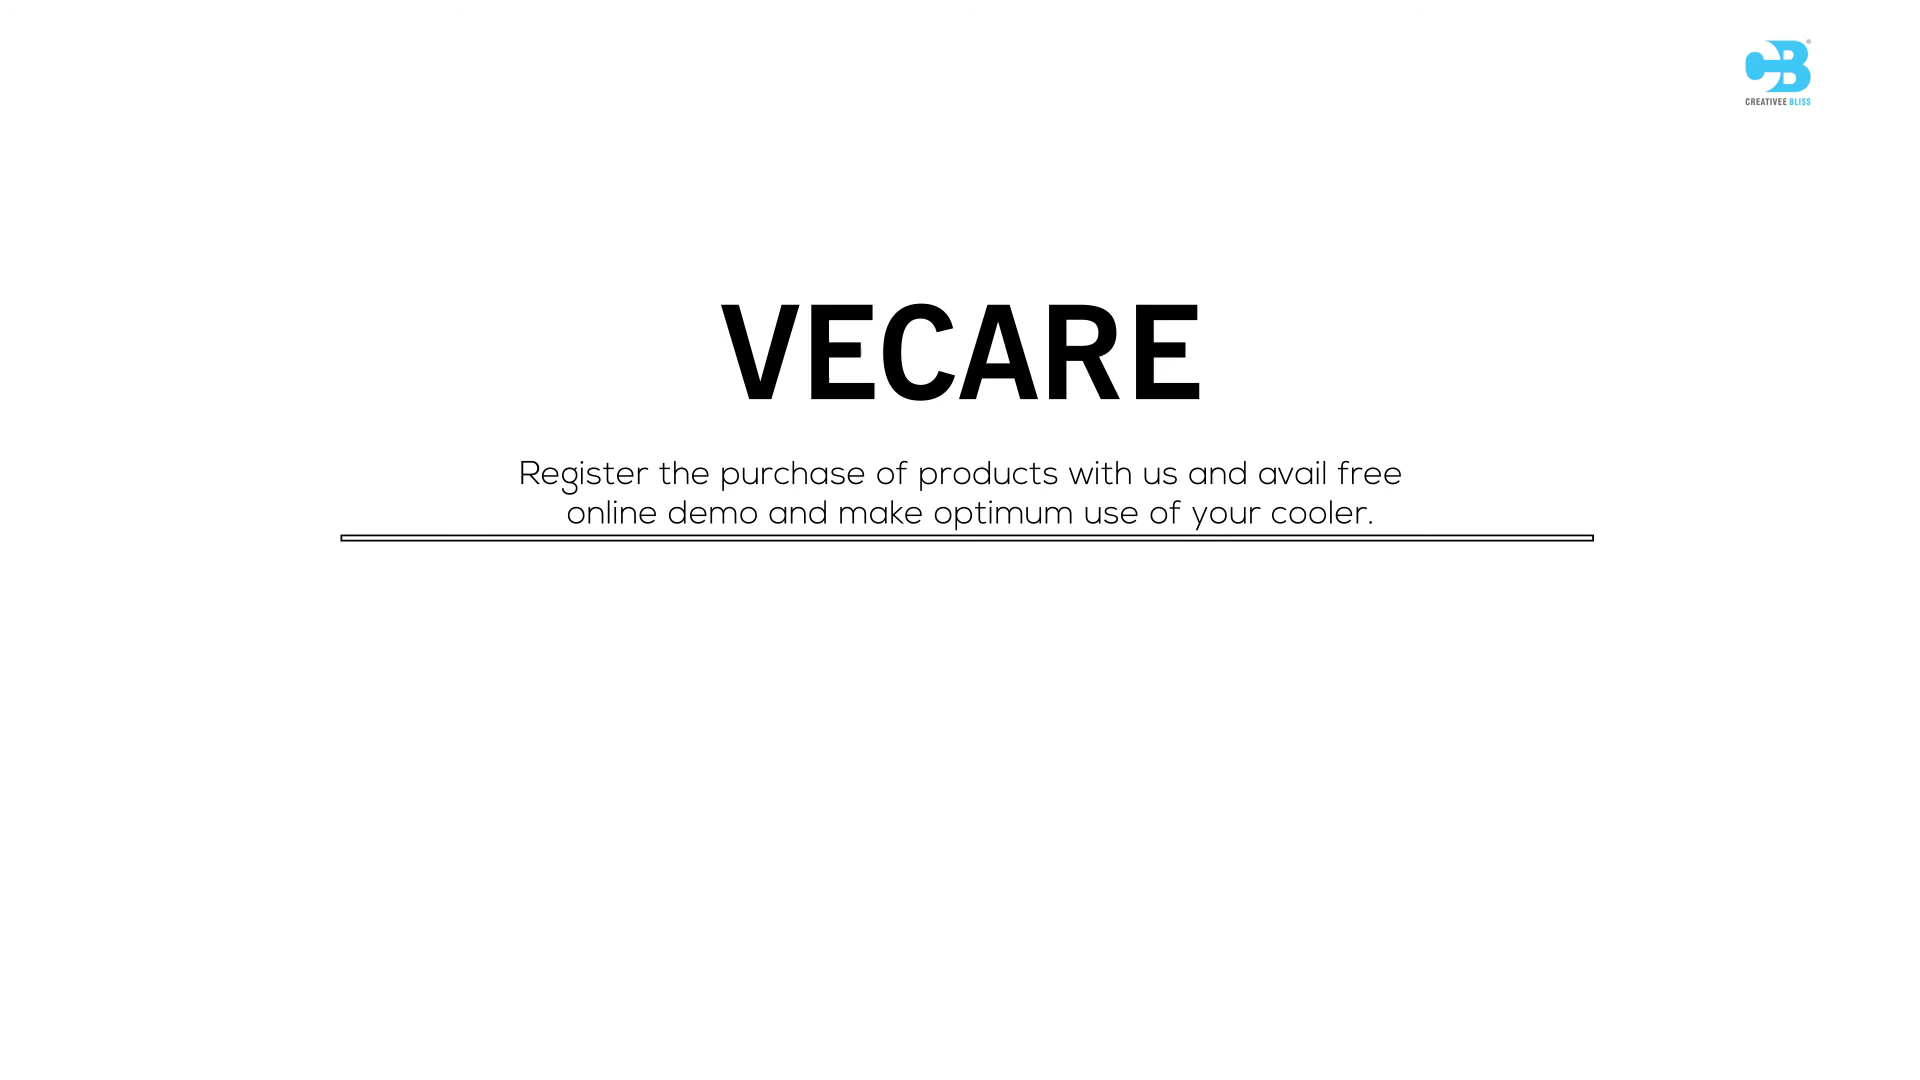 CB®
CREATIVEE BLISS
VECARE
Register the purchase of products with us and avail free
online demo and make optimum use of your cooler.